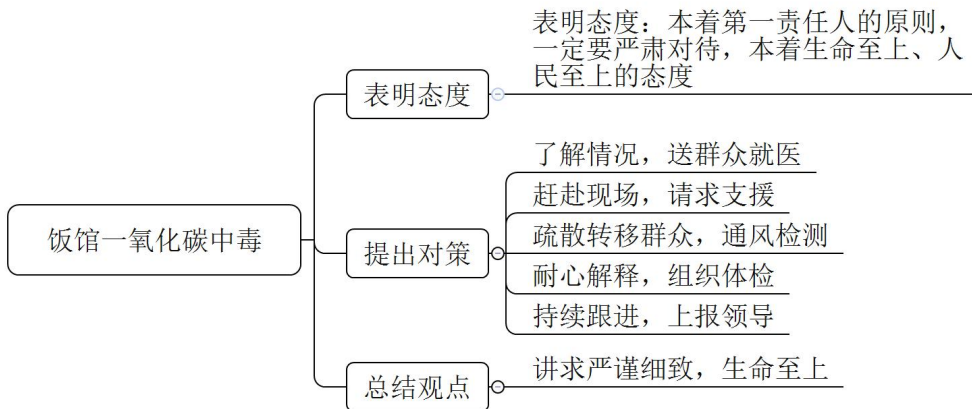 饭馆一氧化碳中毒
表明态度
表明态度：本着第一责任人的原则，
一定要严肃对待，本着生命至上、人
民至上的态度
提出对策
了解情况，送群众就医
赶赴现场，请求支援
疏散转移群众，通风检测
耐心解释，组织体检
持续跟进，上报领导
总结观点
讲求严谨细致，生命至上